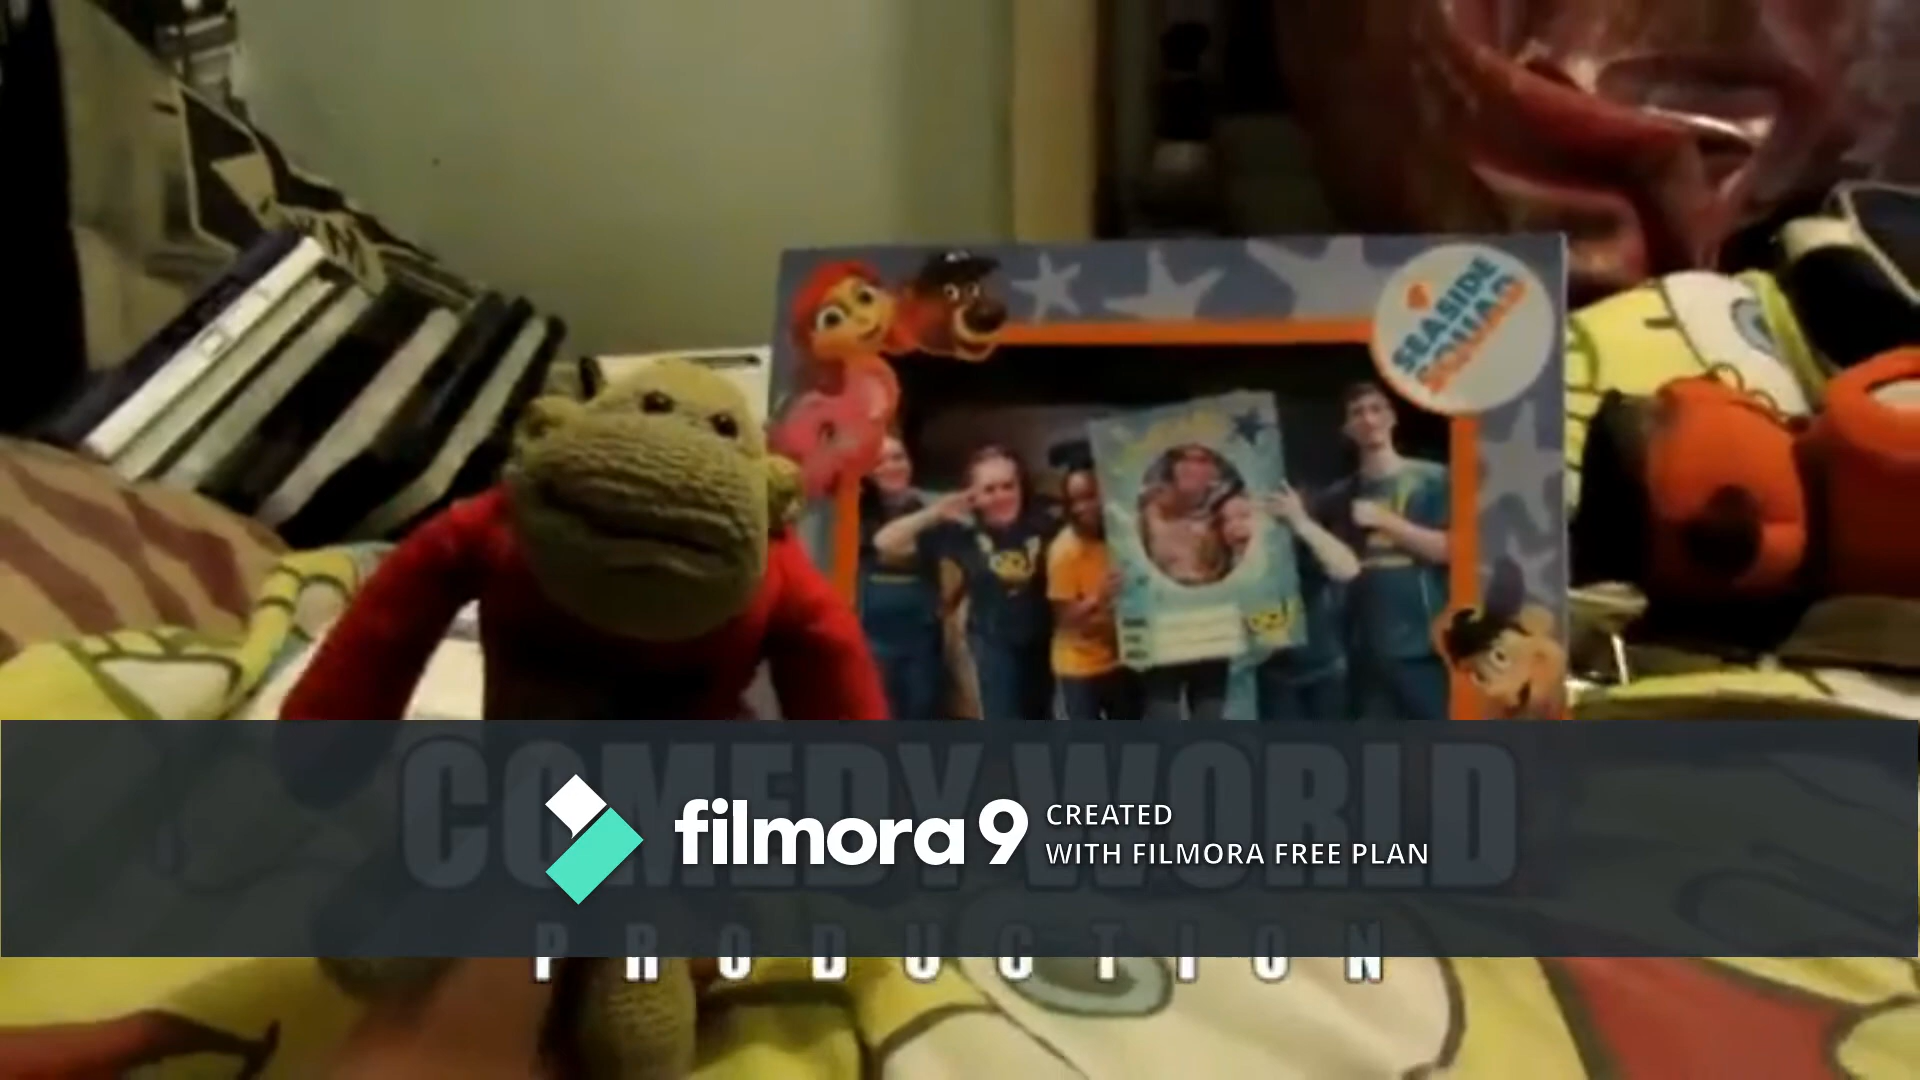 SEASIDE
SQUAD
COMEDY WORLD
filmora9
CREATED
WITH FILMORA FREE PLAN
PRODUCTION